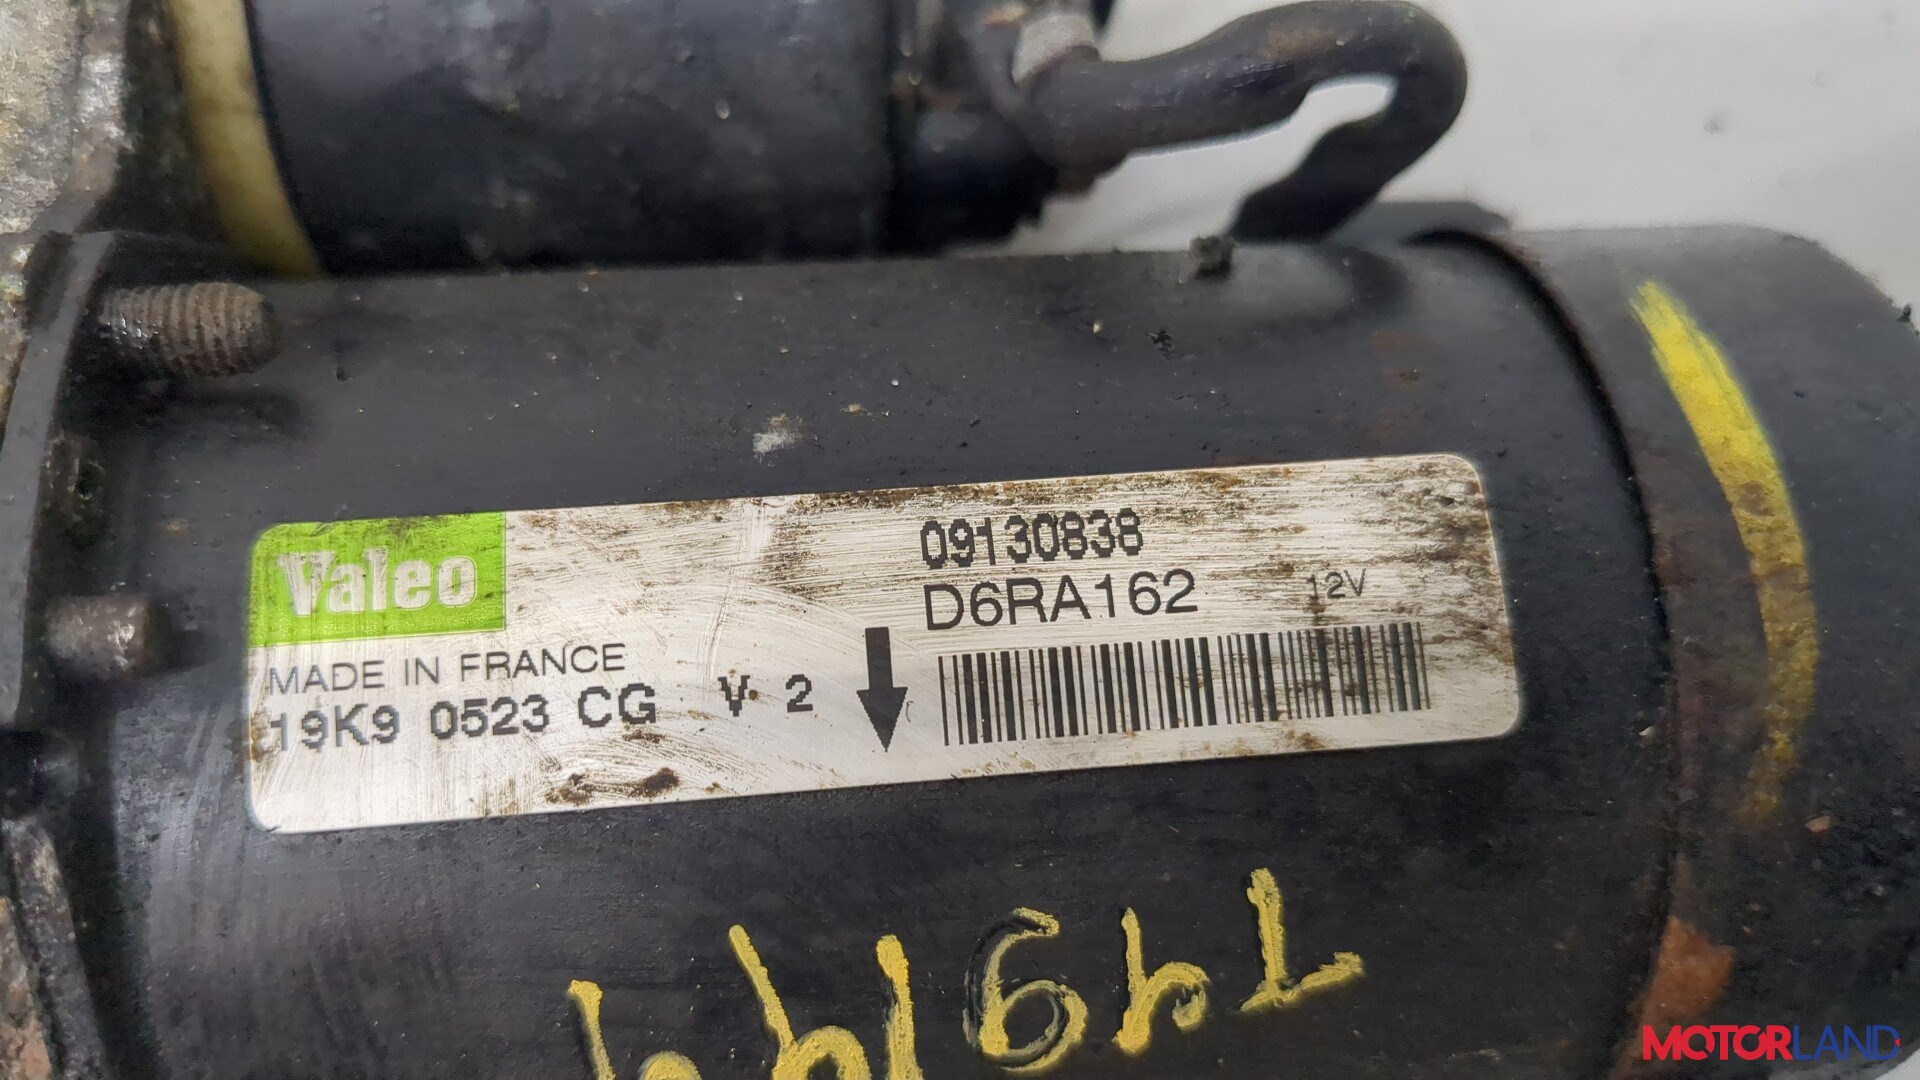 Valeo
09130838
D6RA162 12V
MADE IN FRANCE
19K9 0523 CG V 2
MOTORLAND